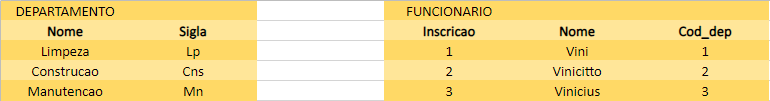 DEPARTAMENTO FUNCIONARIO
Nome Sigla Inscricao Nome Cod_dep
Limpeza Lp 1 Vini 1
Construcao Cns 2 Vinicitto 2
Manutencao Mn 3 Vinicius 3